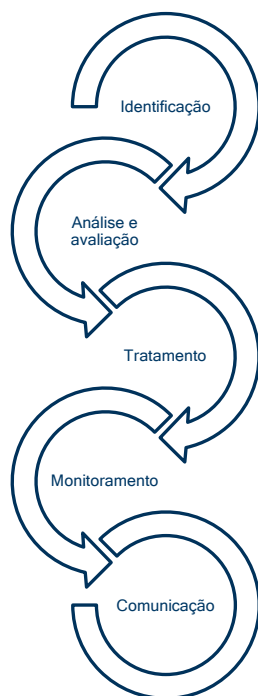 Identificação
Análise e
avaliação
Tratamento
Monitoramento
Comunicação